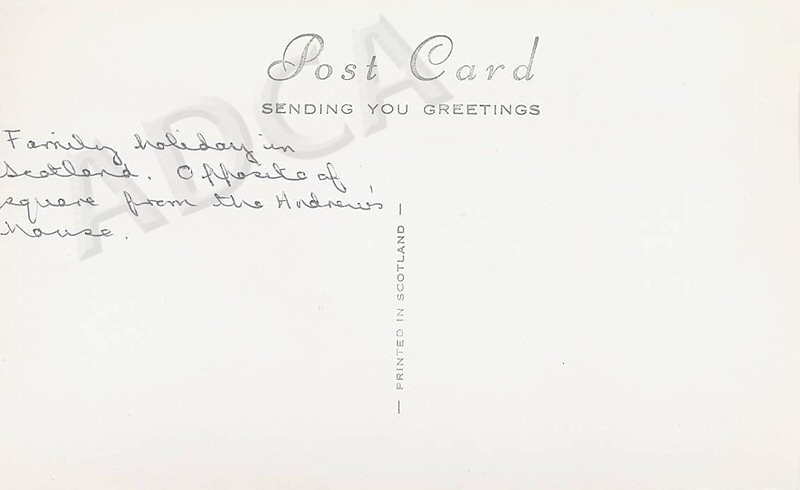 Post Card
SENDING YOU GREETINGS
Family holiday in
Scotland. Opposite of
square from the Andrew's
house.
— PRINTED IN SCOTLAND —
ADCA